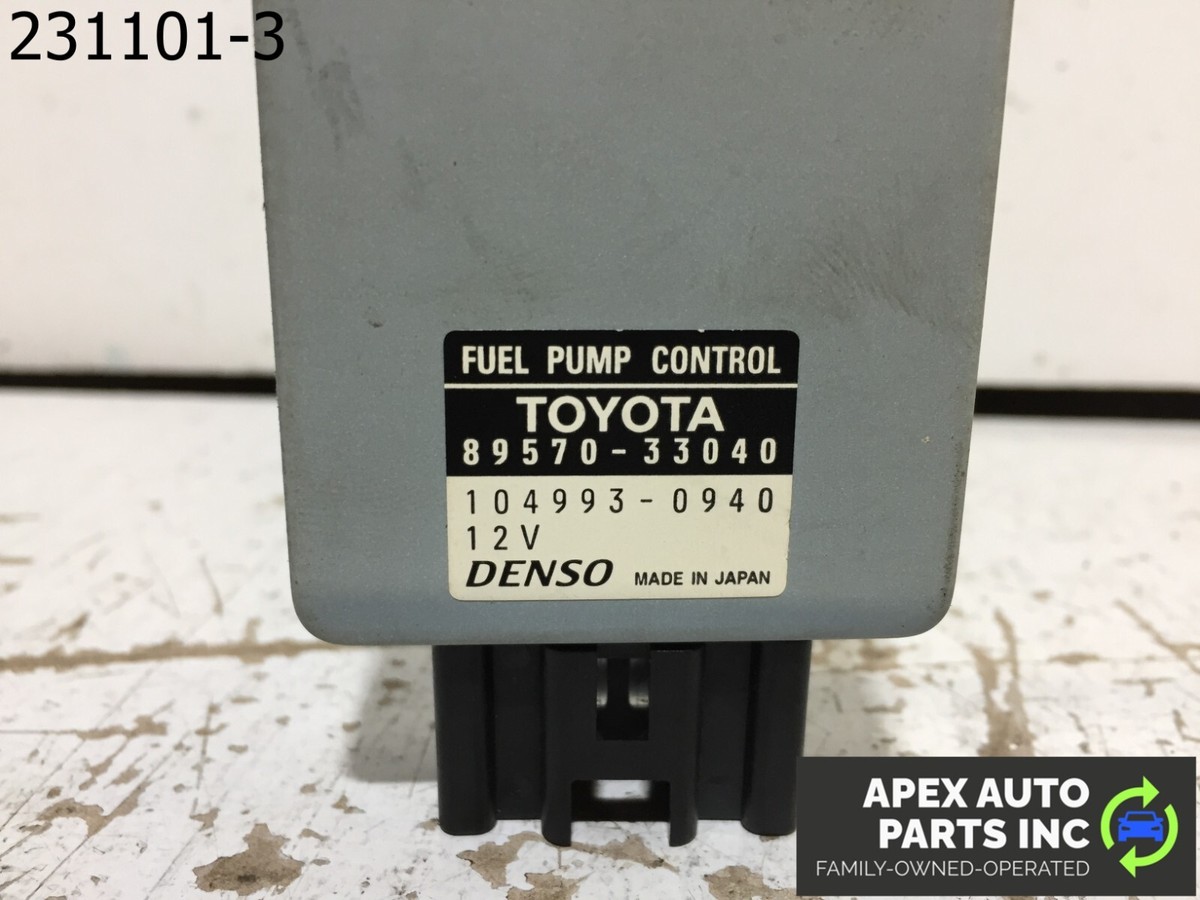 231101-3
FUEL PUMP CONTROL
TOYOTA
89570-33040
104993-0940
12V
DENSO MADE IN JAPAN
APEX AUTO
PARTS INC
FAMILY-OWNED-OPERATED